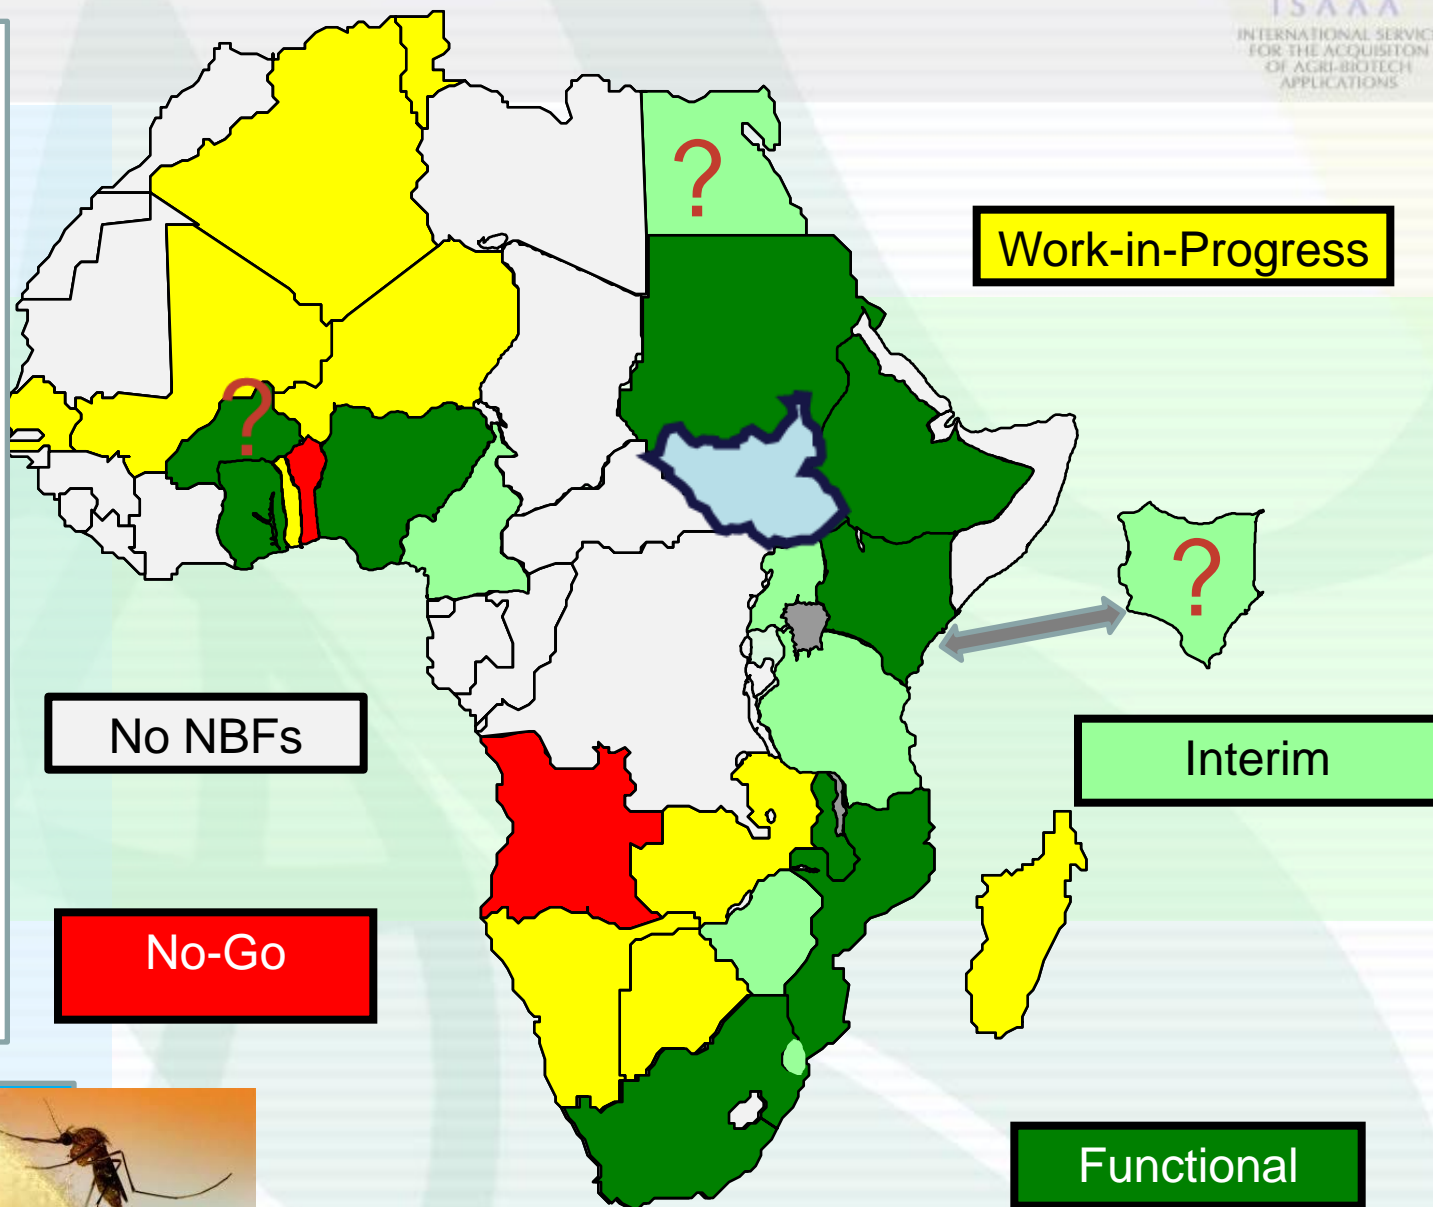 ISAAA
INTERNATIONAL SERVICE
FOR THE ACQUISITON
OF AGRI-BIOTECH
APPLICATIONS
?
Work-in-Progress
?
?
No NBFs
Interim
No-Go
Functional